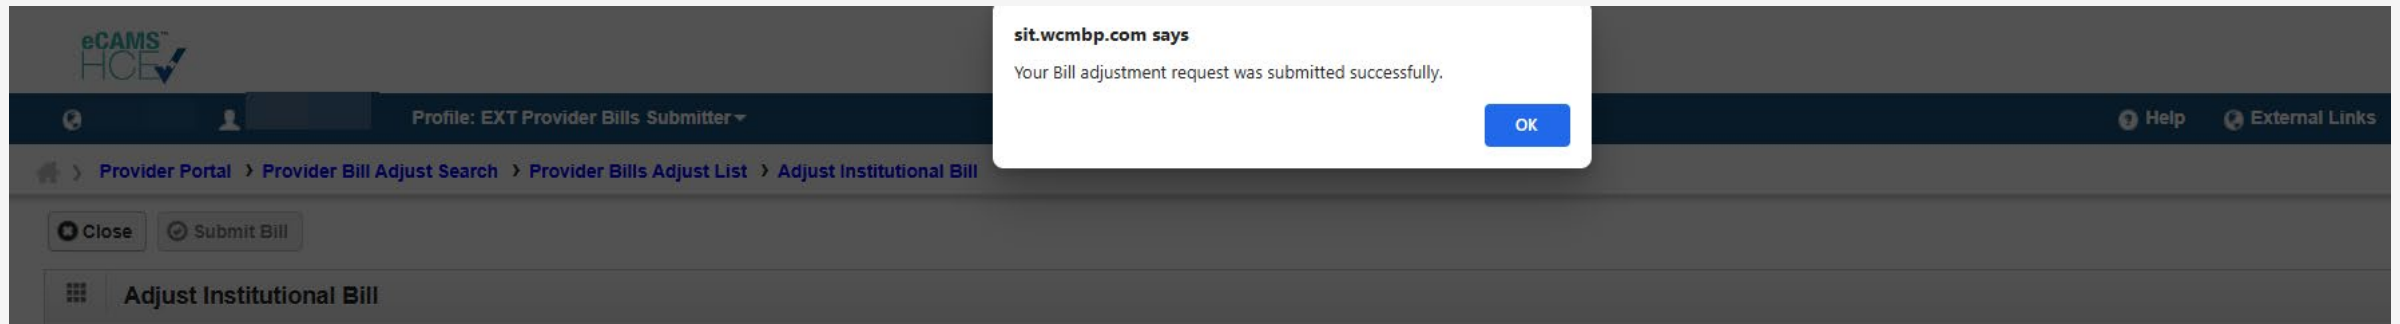 eCAMS™
HCE
sit.wcmbp.com says
Your Bill adjustment request was submitted successfully.
OK
Profile: EXT Provider Bills Submitter
Help
External Links
Provider Portal > Provider Bill Adjust Search > Provider Bills Adjust List > Adjust Institutional Bill
Close
Submit Bill
Adjust Institutional Bill